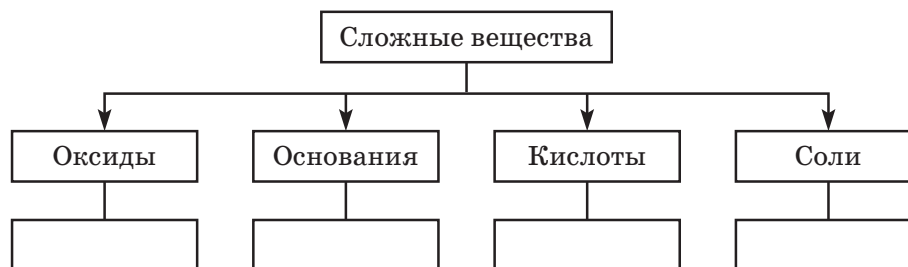 Сложные вещества
Оксиды
Основания
Кислоты
Соли